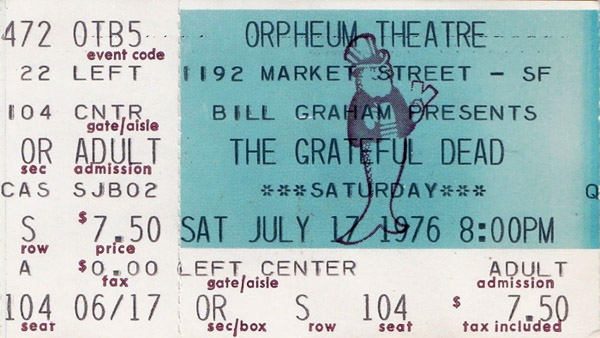 472 OTB5 ORPHEUM THEATRE
event code
22 LEFT 1192 MARKET STREET - SF
104 CNTR BILL GRAHAM PRESENTS
gate/aisle
OR ADULT THE GRATEFUL DEAD
sec admission
CAS SJB02 ***SATURDAY*** Q
S $7.50 SAT JULY 17 1976 8:00PM
row price
A $0.00 LEFT CENTER ADULT
tax gate/aisle admission
104 06/17 OR S 104 $7.50
seat sec/box row seat tax included